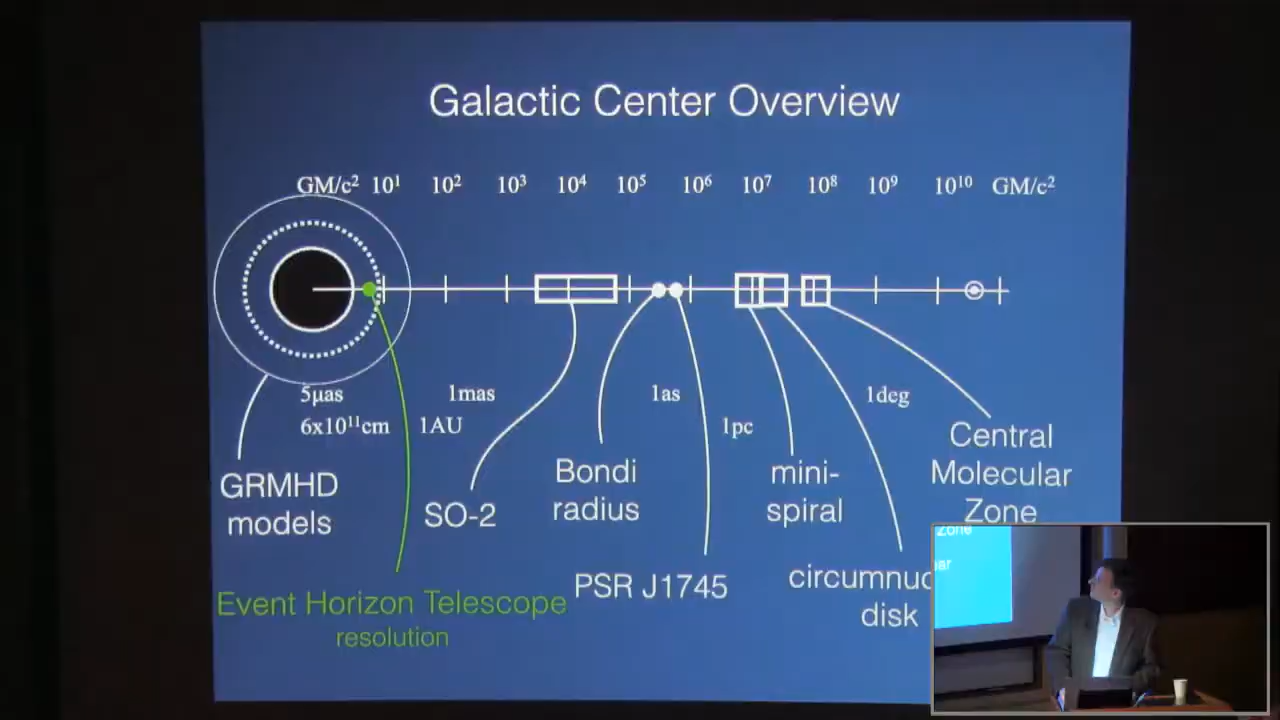 Galactic Center Overview
GM/c² 10¹ 10² 10³ 10⁴ 10⁵ 10⁶ 10⁷ 10⁸ 10⁹ 10¹⁰ GM/c²
5µas 1mas 1as 1deg
6x10¹¹cm 1AU 1pc
GRMHD
models
SO-2
Bondi
radius
mini-
spiral
Central
Molecular
Zone
Event Horizon Telescope
resolution
PSR J1745
circumnuc
disk
Zone
ar